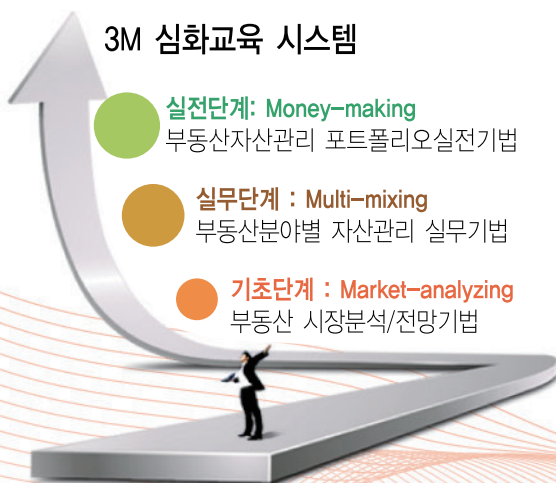 3M 심화교육 시스템
실전단계: Money-making
부동산자산관리 포트폴리오실전기법
실무단계 : Multi-mixing
부동산분야별 자산관리 실무기법
기초단계 : Market-analyzing
부동산 시장분석/전망기법